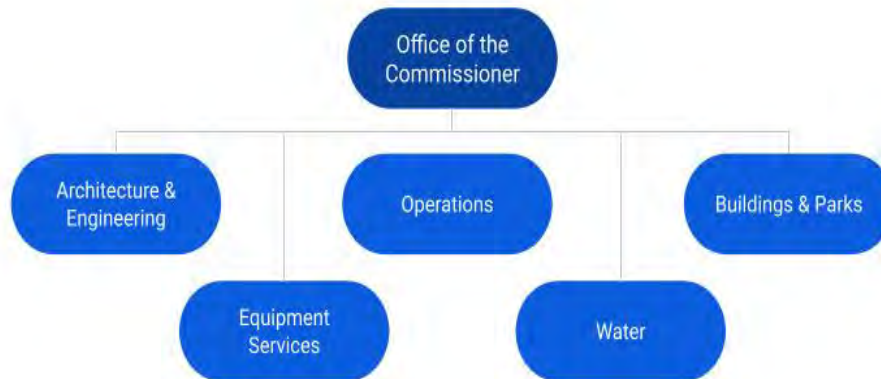 Office of the
Commissioner
Architecture &
Engineering
Operations
Buildings & Parks
Equipment
Services
Water